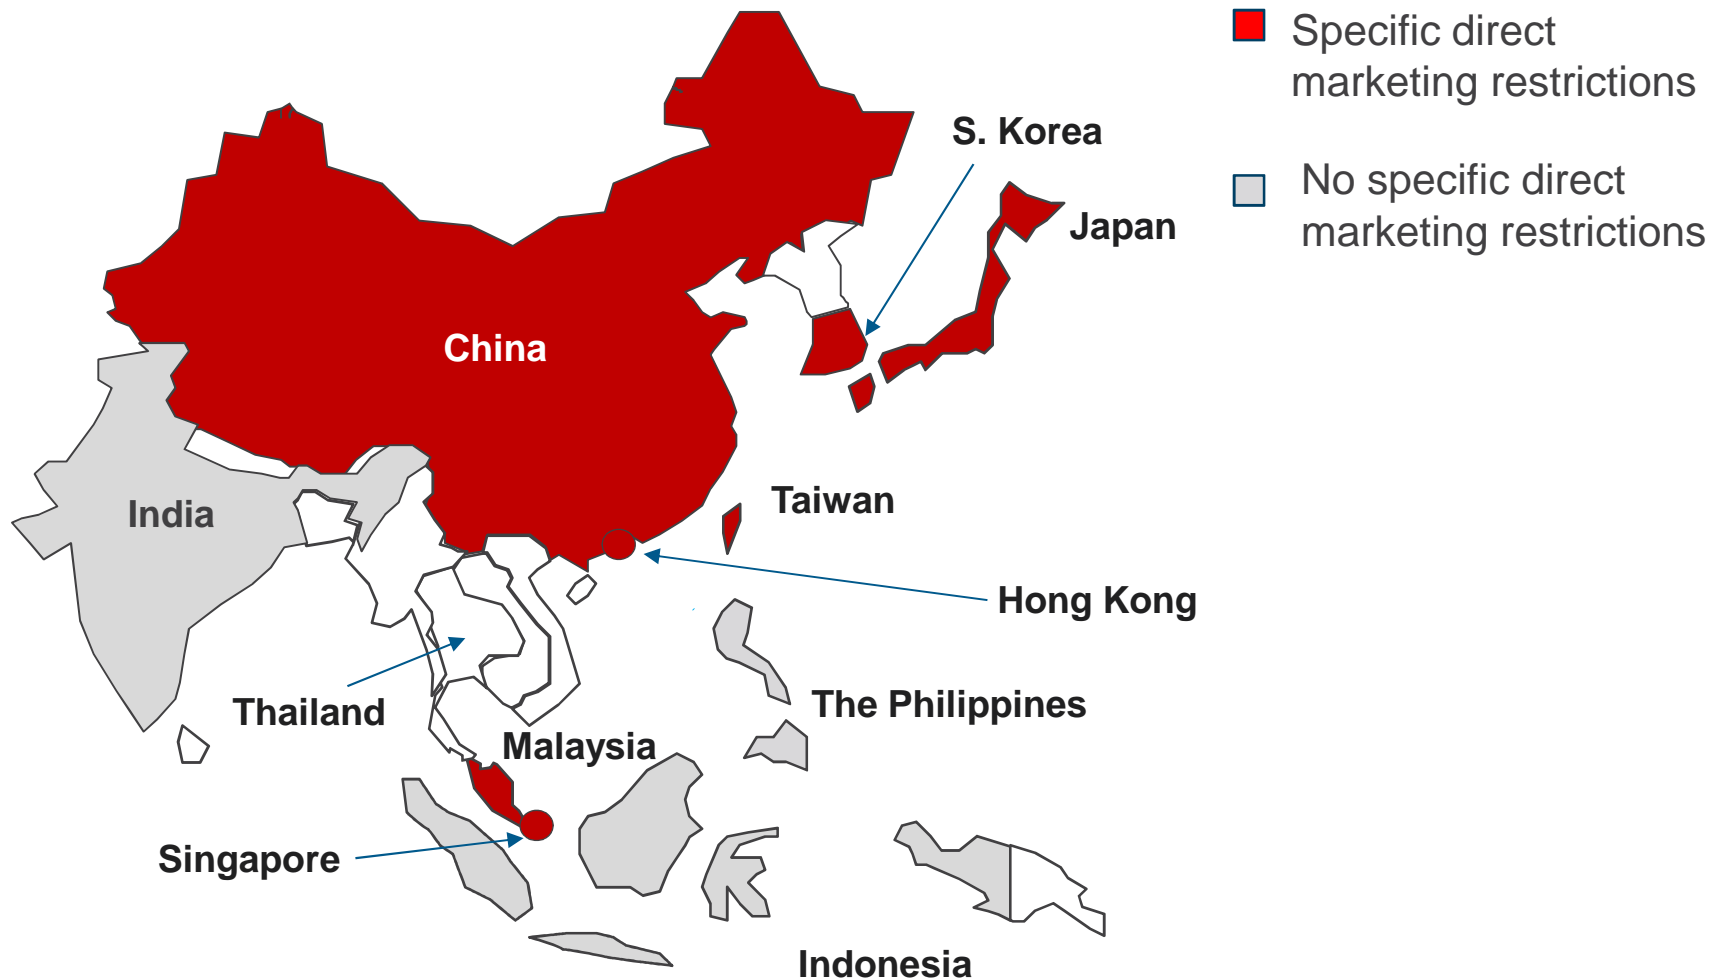 Specific direct
marketing restrictions
S. Korea
No specific direct
marketing restrictions
Japan
China
Taiwan
India
Hong Kong
Thailand
The Philippines
Malaysia
Singapore
Indonesia